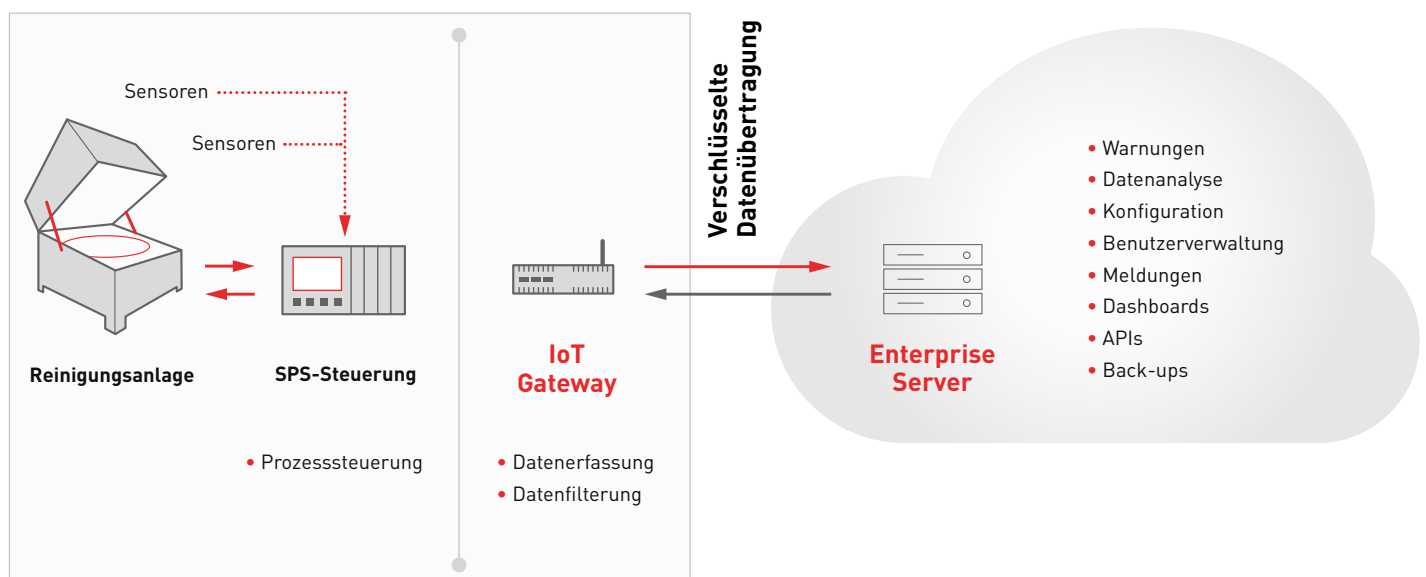 Sensoren
Sensoren
Reinigungsanlage
SPS-Steuerung
• Prozesssteuerung
IoT
Gateway
• Datenerfassung
• Datenfilterung
Verschlüsselte
Datenübertragung
Enterprise
Server
• Warnungen
• Datenanalyse
• Konfiguration
• Benutzerverwaltung
• Meldungen
• Dashboards
• APIs
• Back-ups